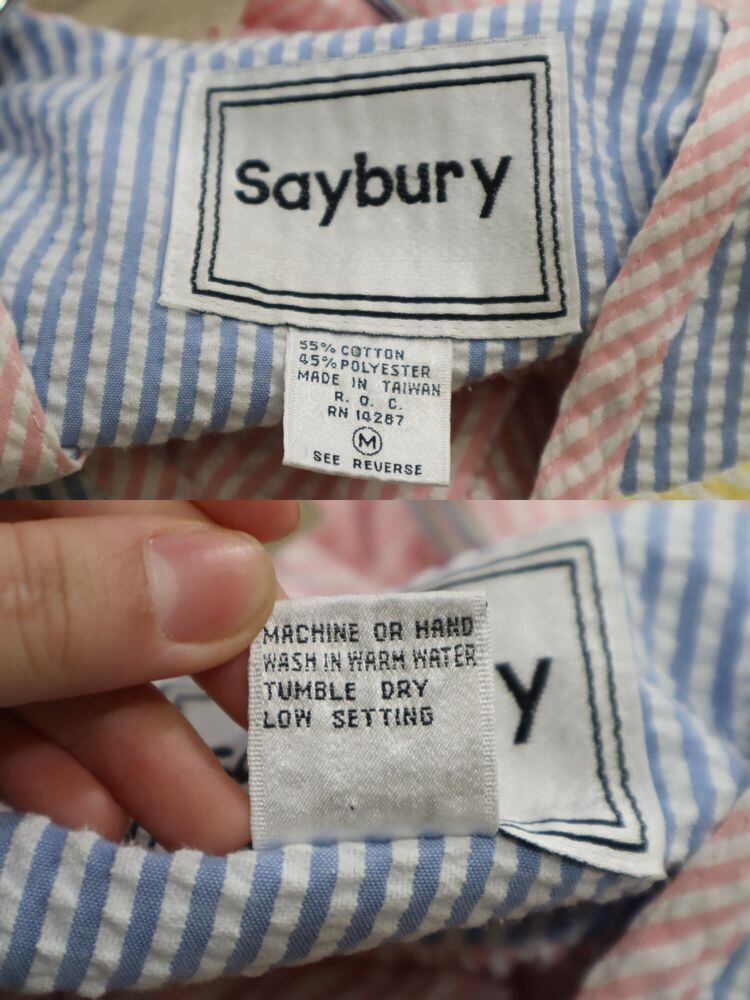 Saybury
55% COTTON
45% POLYESTER
MADE IN TAIWAN
R. O. C.
RN 14287
M
SEE REVERSE
MACHINE OR HAND
WASH IN WARM WATER
TUMBLE DRY
LOW SETTING
y